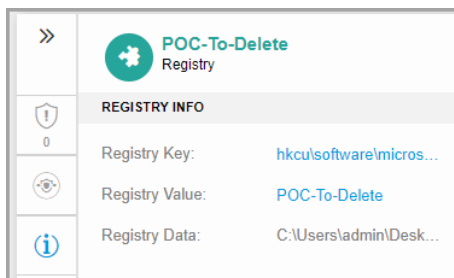 »
POC-To-Delete
Registry
REGISTRY INFO
0
Registry Key: hkcu\software\micros...
Registry Value: POC-To-Delete
Registry Data: C:\Users\admin\Desk...